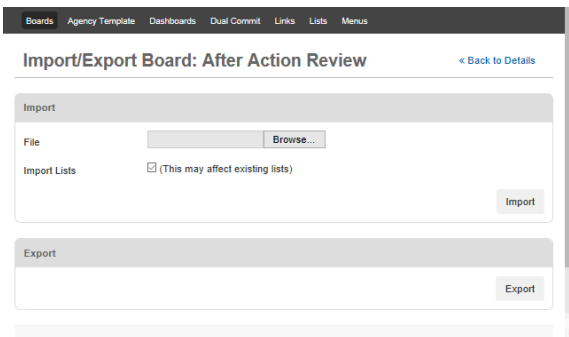 Boards Agency Template Dashboards Dual Commit Links Lists Menus
Import/Export Board: After Action Review
« Back to Details
Import
File Browse...
Import Lists (This may affect existing lists)
Import
Export
Export